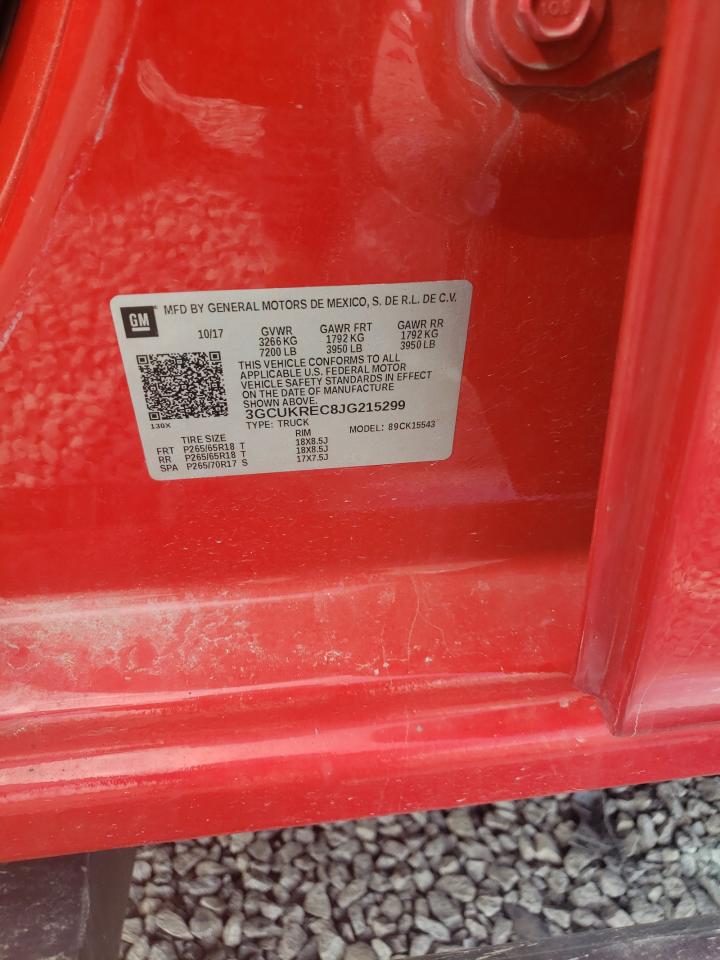 10.9
GM MFD BY GENERAL MOTORS DE MEXICO, S. DE R.L. DE C.V.
10/17 GVWR GAWR FRT GAWR RR
3266 KG 1792 KG 1792 KG
7200 LB 3950 LB 3950 LB
THIS VEHICLE CONFORMS TO ALL
APPLICABLE U.S. FEDERAL MOTOR
VEHICLE SAFETY STANDARDS IN EFFECT
ON THE DATE OF MANUFACTURE
SHOWN ABOVE.
130X 3GCUKREC8JG215299
TYPE: TRUCK MODEL: 89CK15543
TIRE SIZE RIM
FRT P265/65R18 T 18X8.5J
RR P265/65R18 T 18X8.5J
SPA P265/70R17 S 17X7.5J